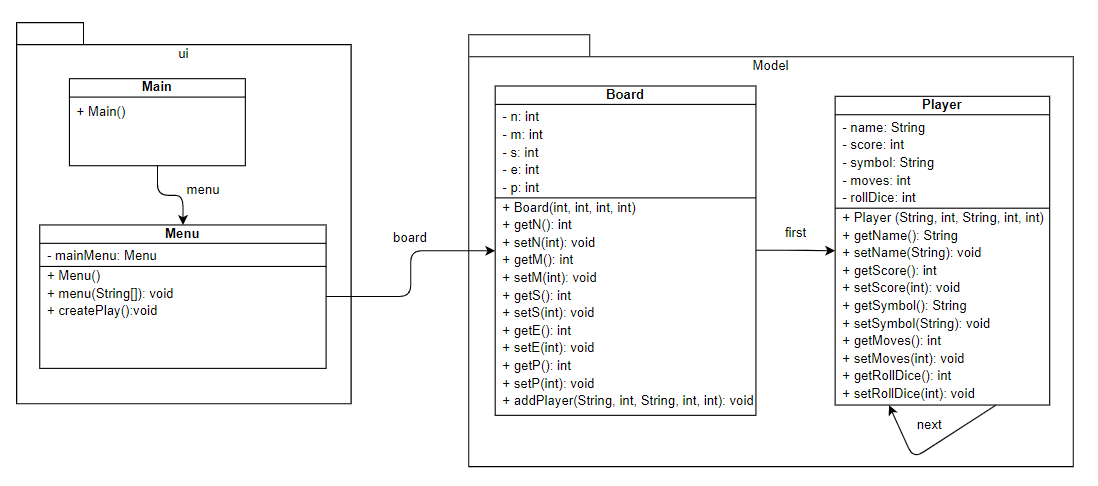 ui
Main
+ Main()
menu
Menu
- mainMenu: Menu
+ Menu()
+ menu(String[]): void
+ createPlay():void
board
Model
Board
- n: int
- m: int
- s: int
- e: int
- p: int
+ Board(int, int, int, int)
+ getN(): int
+ setN(int): void
+ getM(): int
+ setM(int): void
+ getS(): int
+ setS(int): void
+ getE(): int
+ setE(int): void
+ getP(): int
+ setP(int): void
+ addPlayer(String, int, String, int, int): void
first
Player
- name: String
- score: int
- symbol: String
- moves: int
- rollDice: int
+ Player (String, int, String, int, int)
+ getName(): String
+ setName(String): void
+ getScore(): int
+ setScore(int): void
+ getSymbol(): String
+ setSymbol(String): void
+ getMoves(): int
+ setMoves(int): void
+ getRollDice(): int
+ setRollDice(int): void
next